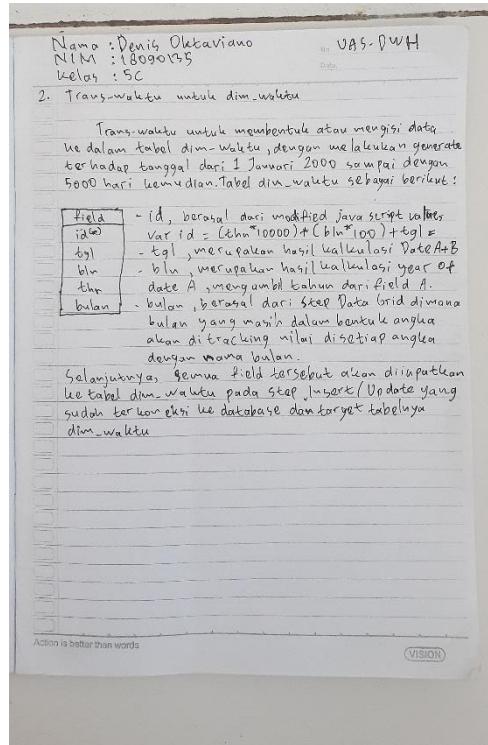 Nama : Denis Oktaviano
No UAS-DWH
NIM : 18090135
Date
Kelas : 5C
2. Trans-waktu untuk dim_waktu
Trans-waktu untuk membentuk atau mengisi data
ke dalam tabel dim-waktu, dengan melakukan generate
terhadap tanggal dari 1 Januari 2000 sampai dengan
5000 hari kemudian. Tabel dim_waktu sebagai berikut :
field
id(*)
tgl
bln
thn
bulan
- id, berasal dari modified java script values
var id = (thn*10000)+(bln*100)+tgl=
- tgl, merupakan hasil kalkulasi Date A+B
- bln, merupakan hasil kalkulasi year of
date A, mengambil tahun dari field A.
- bulan, berasal dari step Data Grid dimana
bulan yang masih dalam bentuk angka
akan di tracking nilai disetiap angka
dengan nama bulan.
Selanjutnya, semua field tersebut akan diinputkan
ke tabel dim_waktu pada step Insert/Update yang
sudah terkoneksi ke database dan target tabelnya
dim_waktu
Action is better than words
VISION